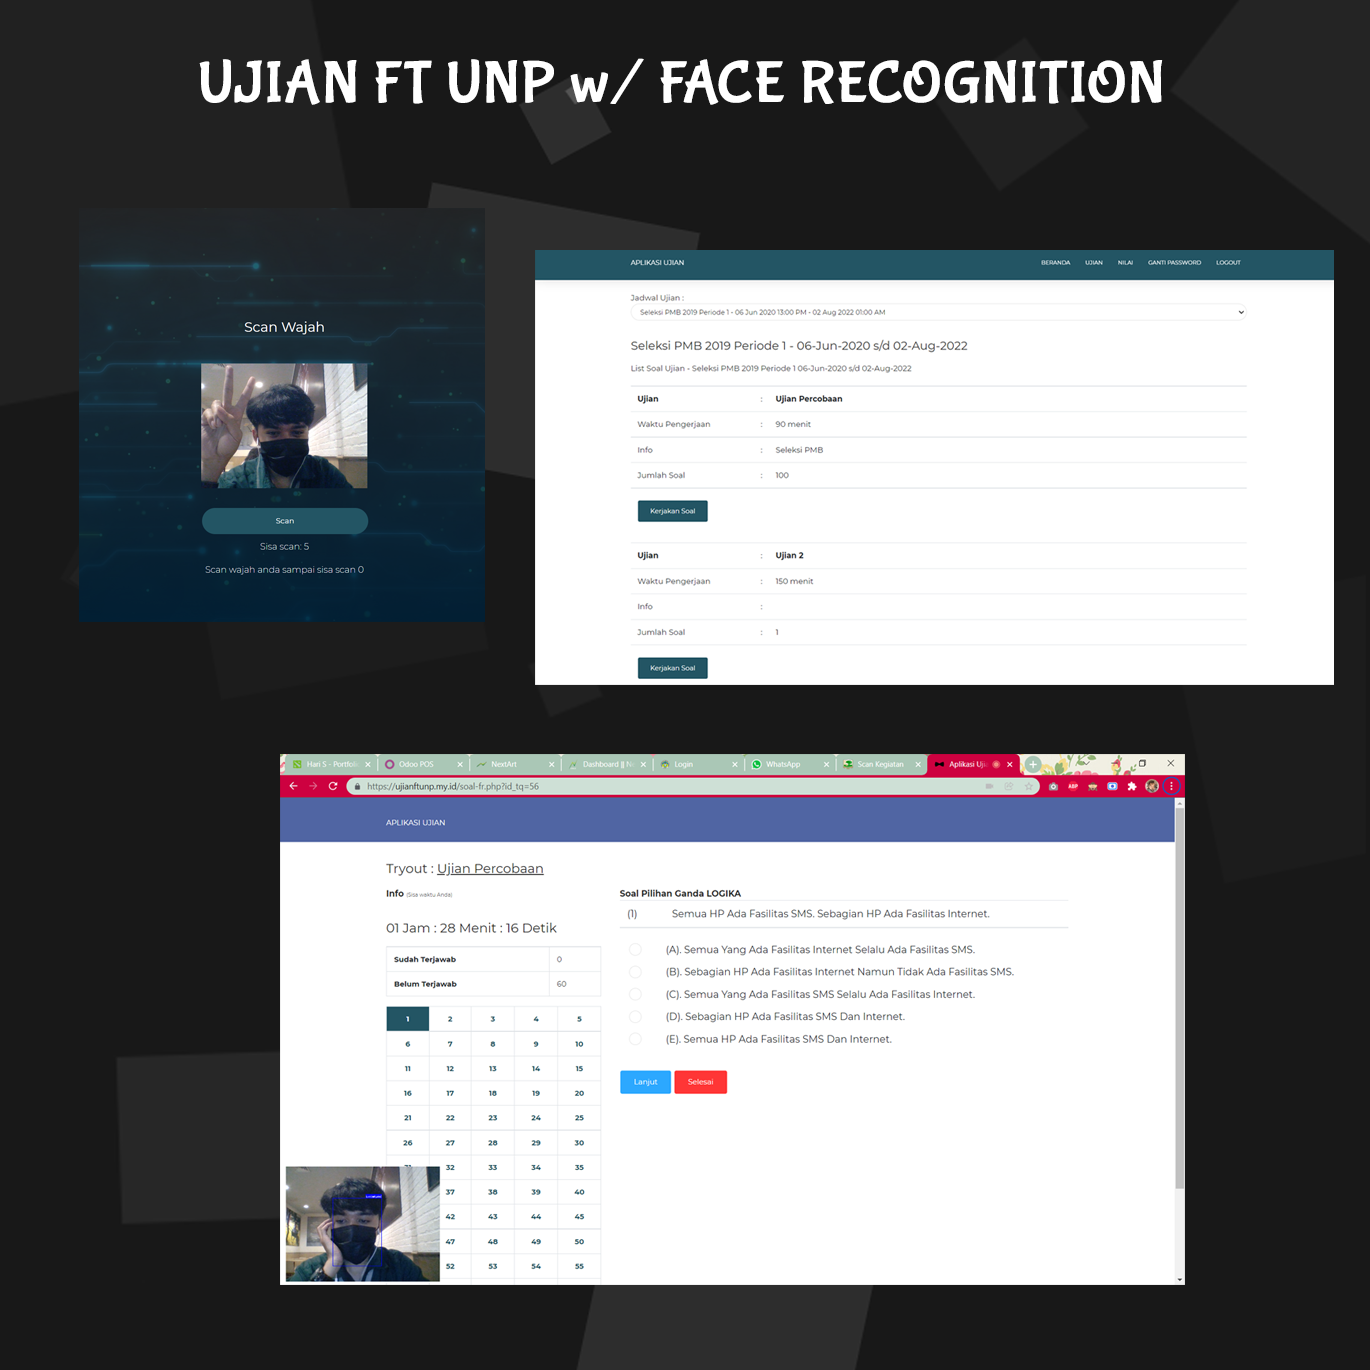 UJIAN FT UNP w/ FACE RECOGNITION
Scan Wajah
Scan
Sisa scan: 5
Scan wajah anda sampai sisa scan 0
APLIKASI UJIAN
BERANDA UJIAN NILAI GANTI PASSWORD LOGOUT
Jadwal Ujian :
Seleksi PMB 2019 Periode 1 - 06 Jun 2020 13:00 PM - 02 Aug 2022 01:00 AM
Seleksi PMB 2019 Periode 1 - 06-Jun-2020 s/d 02-Aug-2022
List Soal Ujian - Seleksi PMB 2019 Periode 1 06-Jun-2020 s/d 02-Aug-2022
Ujian : Ujian Percobaan
Waktu Pengerjaan : 90 menit
Info : Seleksi PMB
Jumlah Soal : 100
Kerjakan Soal
Ujian : Ujian 2
Waktu Pengerjaan : 150 menit
Info :
Jumlah Soal : 1
Kerjakan Soal
Hari S - Portfol Odoo POS NextArt Dashboard || N Login WhatsApp Scan Kegiatan Aplikasi Uji
https://ujianftunp.my.id/soal-fr.php?id_tq=56
ABP
APLIKASI UJIAN
Tryout : Ujian Percobaan
Info (Sisa waktu Anda)
01 Jam : 28 Menit : 16 Detik
Sudah Terjawab 0
Belum Terjawab 60
1 2 3 4 5
6 7 8 9 10
11 12 13 14 15
16 17 18 19 20
21 22 23 24 25
26 27 28 29 30
32 33 34 35
37 38 39 40
42 43 44 45
47 48 49 50
52 53 54 55
Soal Pilihan Ganda LOGIKA
(1) Semua HP Ada Fasilitas SMS. Sebagian HP Ada Fasilitas Internet.
(A). Semua Yang Ada Fasilitas Internet Selalu Ada Fasilitas SMS.
(B). Sebagian HP Ada Fasilitas Internet Namun Tidak Ada Fasilitas SMS.
(C). Semua Yang Ada Fasilitas SMS Selalu Ada Fasilitas Internet.
(D). Sebagian HP Ada Fasilitas SMS Dan Internet.
(E). Semua HP Ada Fasilitas SMS Dan Internet.
Lanjut Selesai